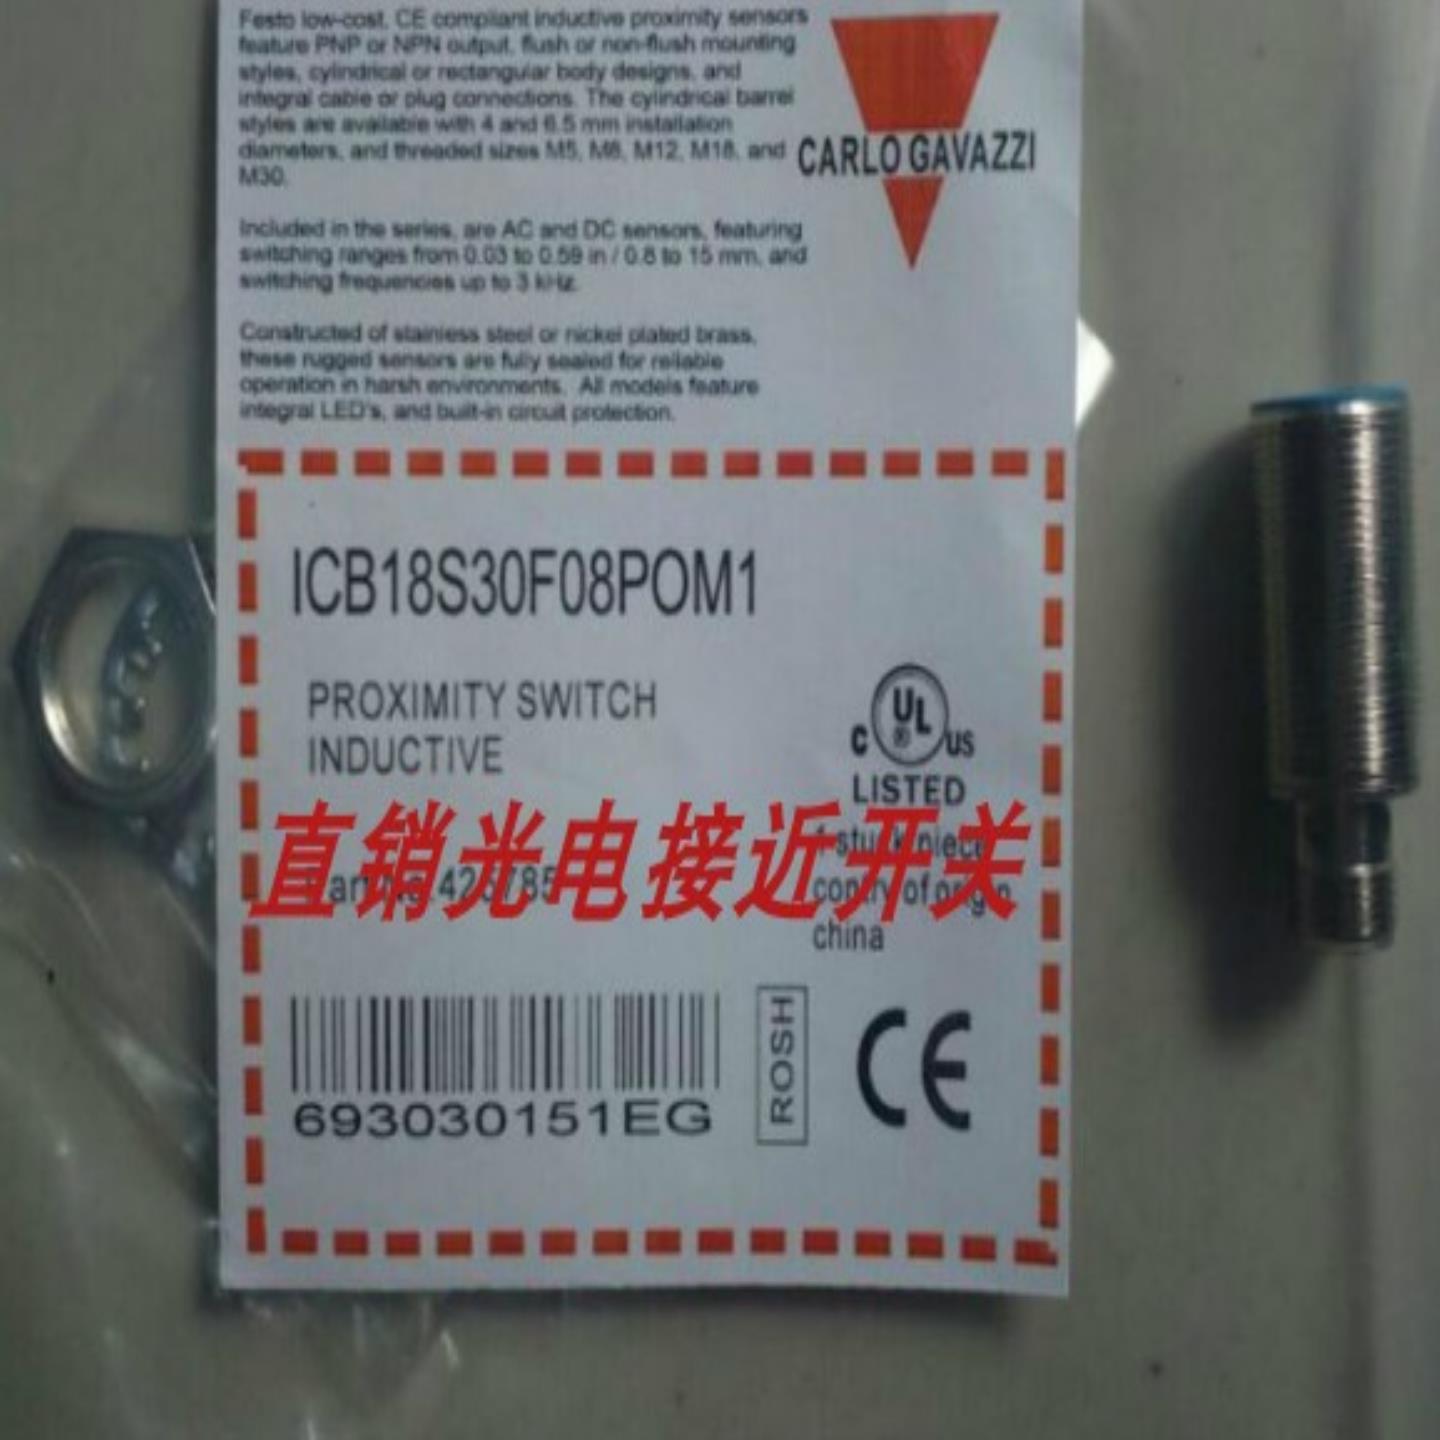 Festo low-cost, CE compliant inductive proximity sensors
feature PNP or NPN output, flush or non-flush mounting
styles, cylindrical or rectangular body designs, and
integral cable or plug connections. The cylindrical barrel
styles are available with 4 and 6.5 mm installation
diameters, and threaded sizes M5, M8, M12, M18, and
M30.
CARLO GAVAZZI
Included in the series, are AC and DC sensors, featuring
switching ranges from 0.03 to 0.59 in / 0.8 to 15 mm, and
switching frequencies up to 3 kHz.
Constructed of stainless steel or nickel plated brass,
these rugged sensors are fully sealed for reliable
operation in harsh environments. All models feature
integral LED's, and built-in circuit protection.
ICB18S30F08POM1
PROXIMITY SWITCH
INDUCTIVE
C UL ® US
LISTED
直销光电接近开关
china
693030151EG
ROSH
CE